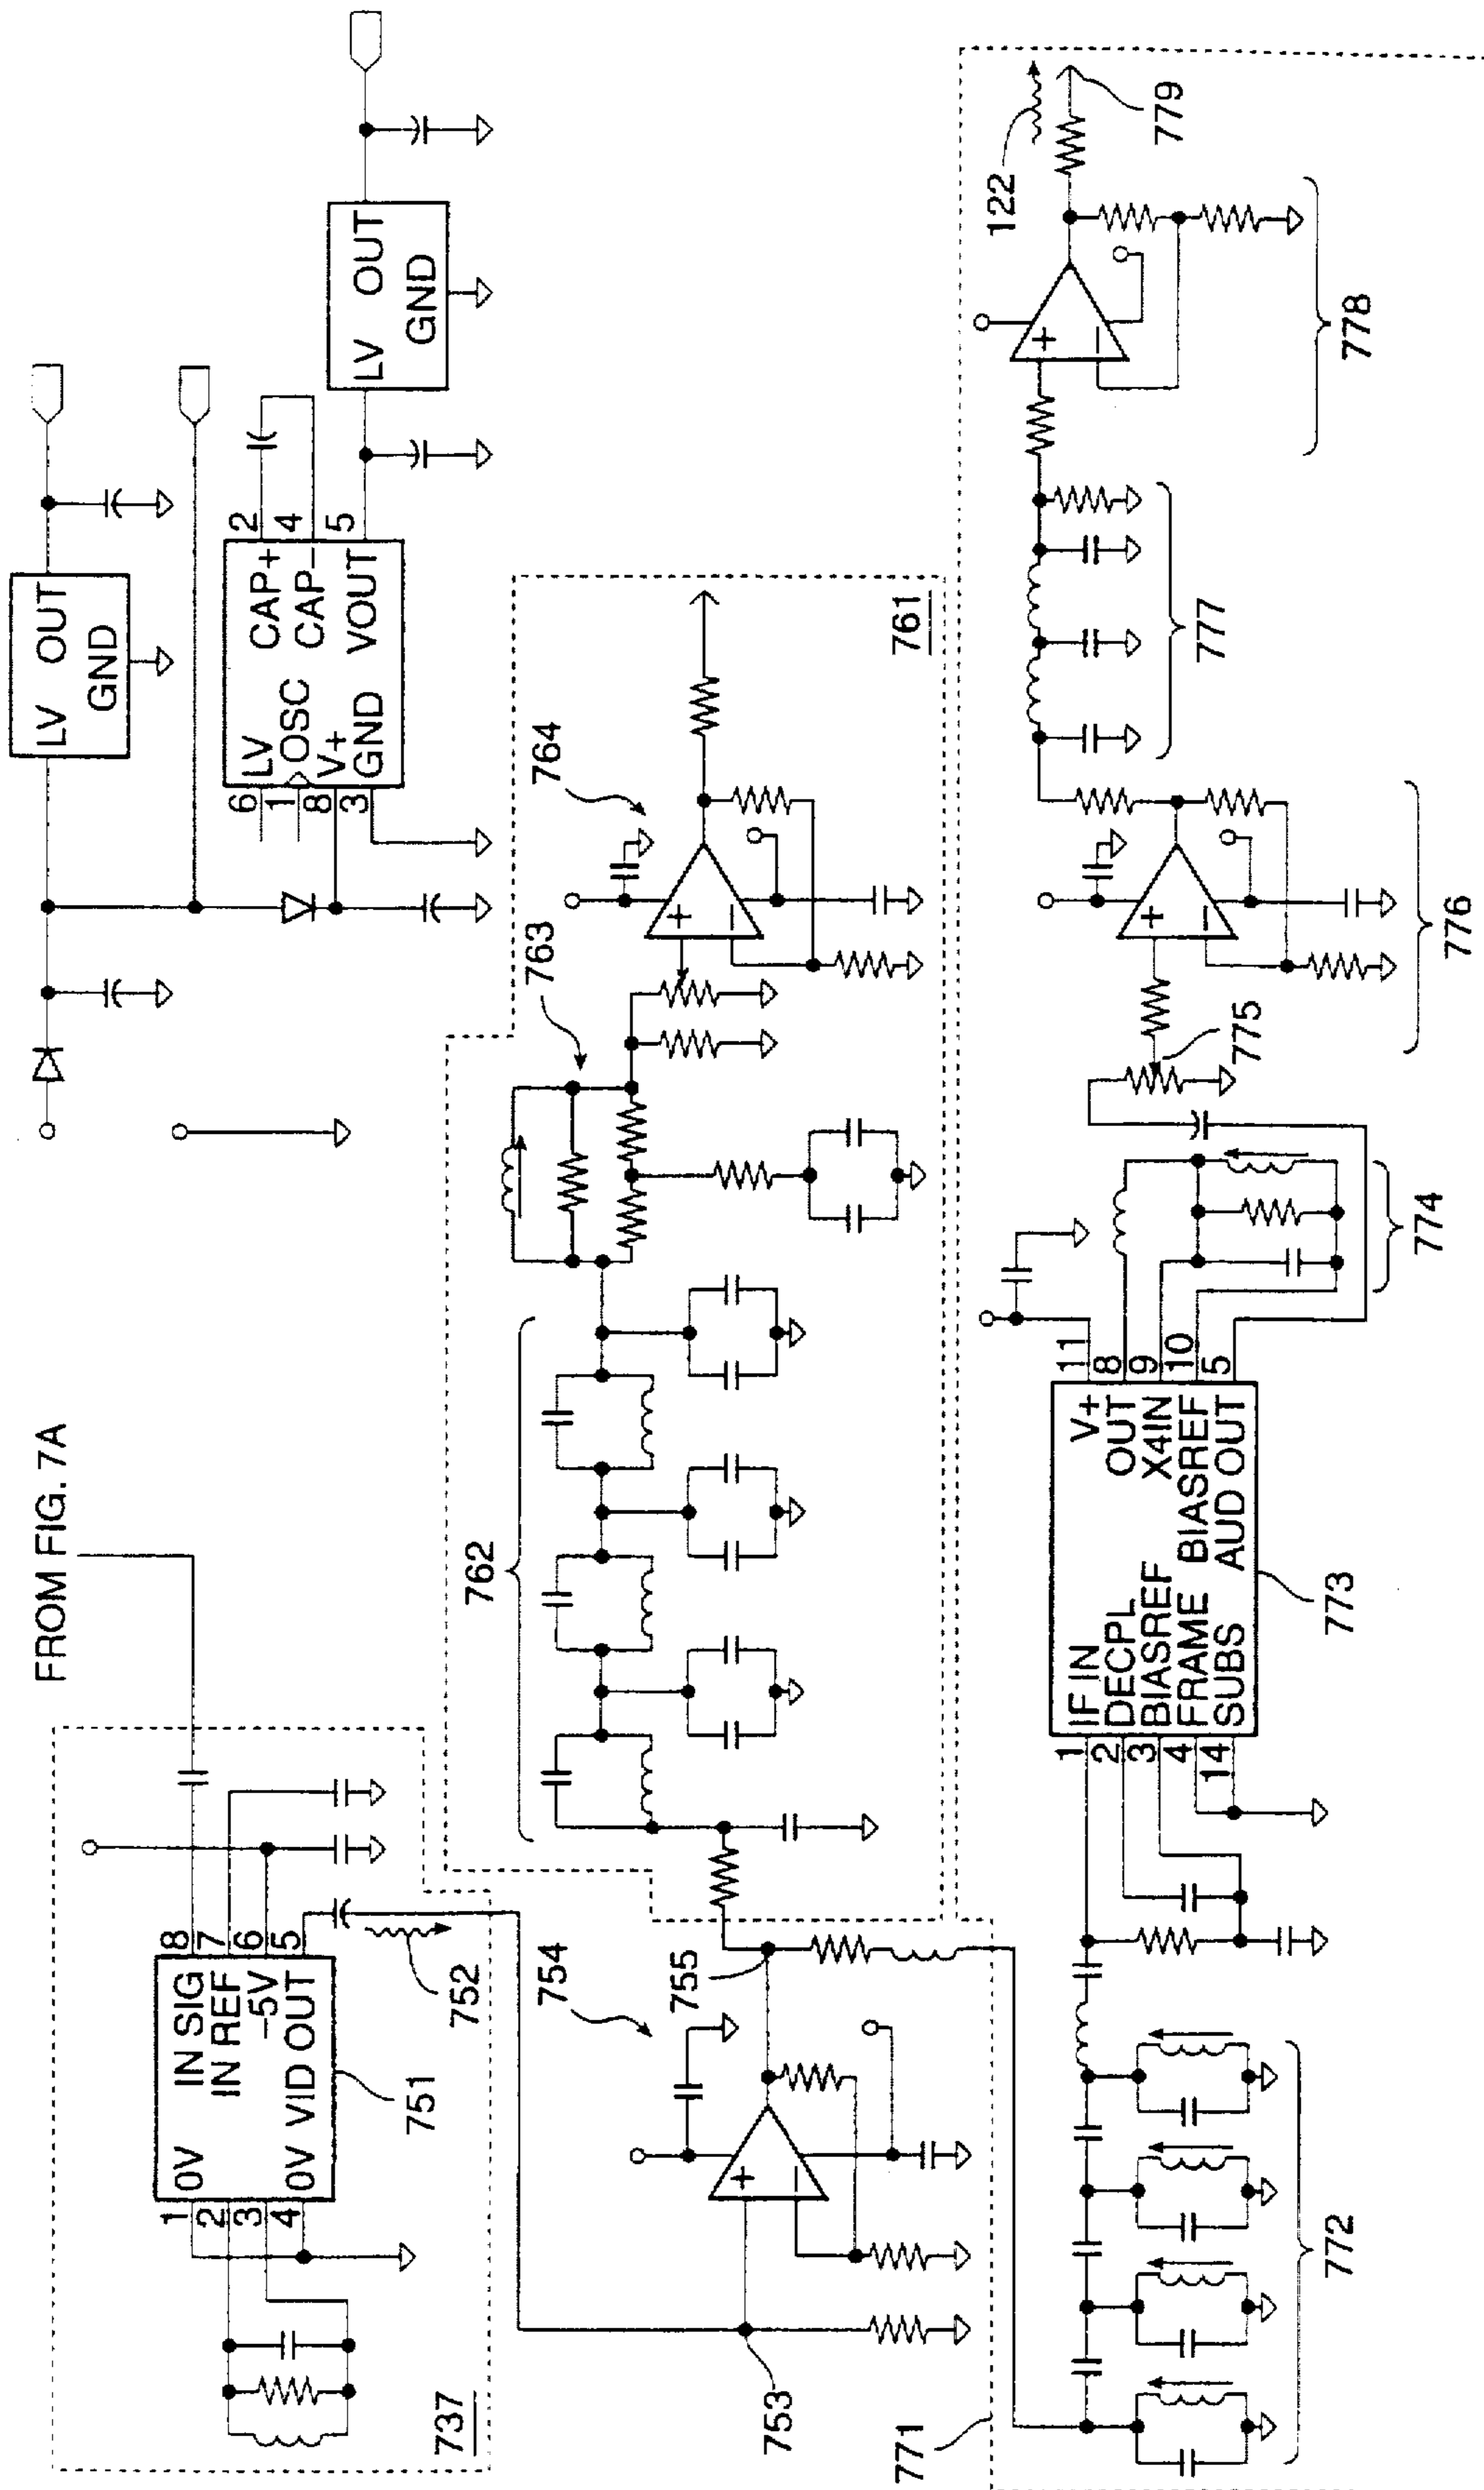 FROM FIG. 7A
1 0V
2
3
4 0V
IN SIG 8
IN REF 7
-5V 6
VID OUT 5
751
752
737
753
754
755
LV OUT
GND
6 LV
1 OSC
8 V+
3 GND
CAP+ 2
CAP- 4
VOUT 5
LV OUT
GND
762
763
764
+
−
761
+
−
771
772
1 IF IN
2 DECPL
3 BIASREF
4 FRAME
14 SUBS
V+ 11
OUT 8
X4IN 9
BIASREF 10
AUD OUT 5
773
774
775
+
−
776
777
+
−
778
122
779